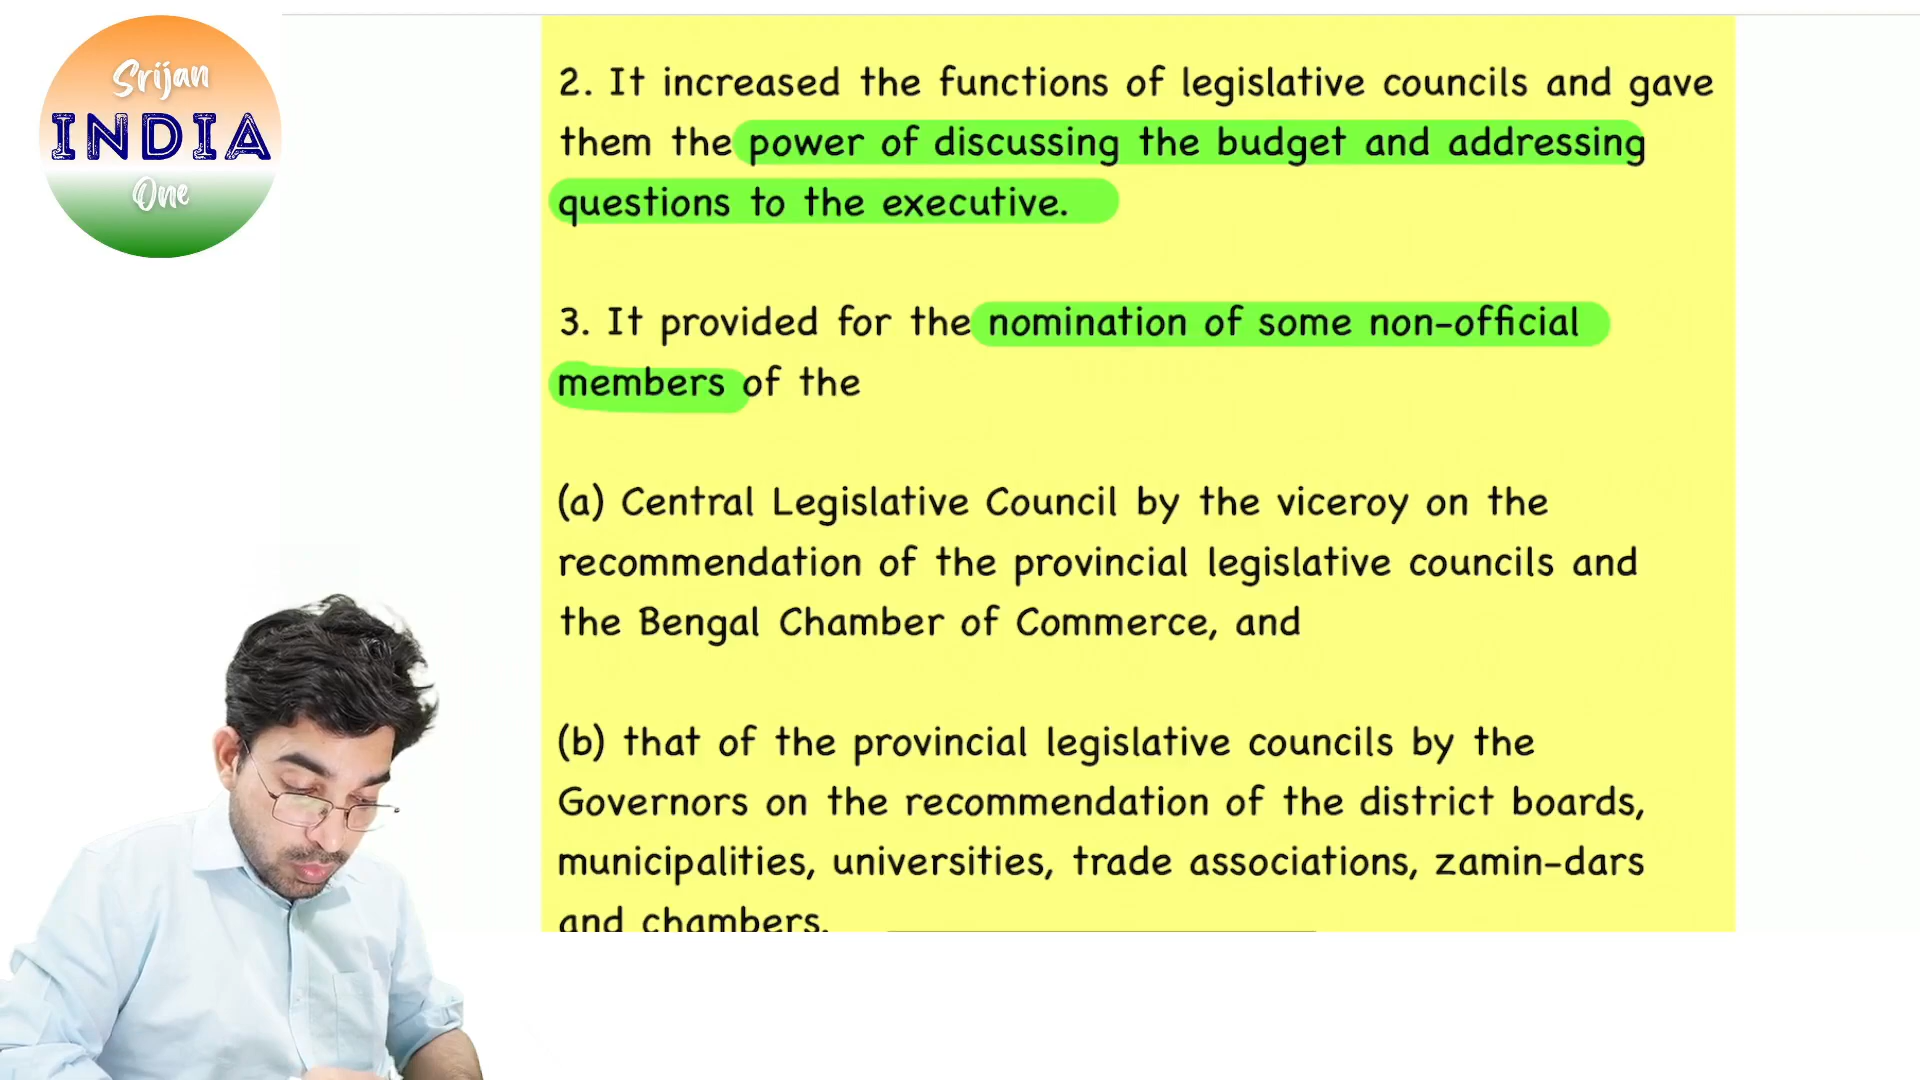 Srijan
INDIA
One
2. It increased the functions of legislative councils and gave
them the power of discussing the budget and addressing
questions to the executive.
3. It provided for the nomination of some non-official
members of the
(a) Central Legislative Council by the viceroy on the
recommendation of the provincial legislative councils and
the Bengal Chamber of Commerce, and
(b) that of the provincial legislative councils by the
Governors on the recommendation of the district boards,
municipalities, universities, trade associations, zamin-dars
and chambers.